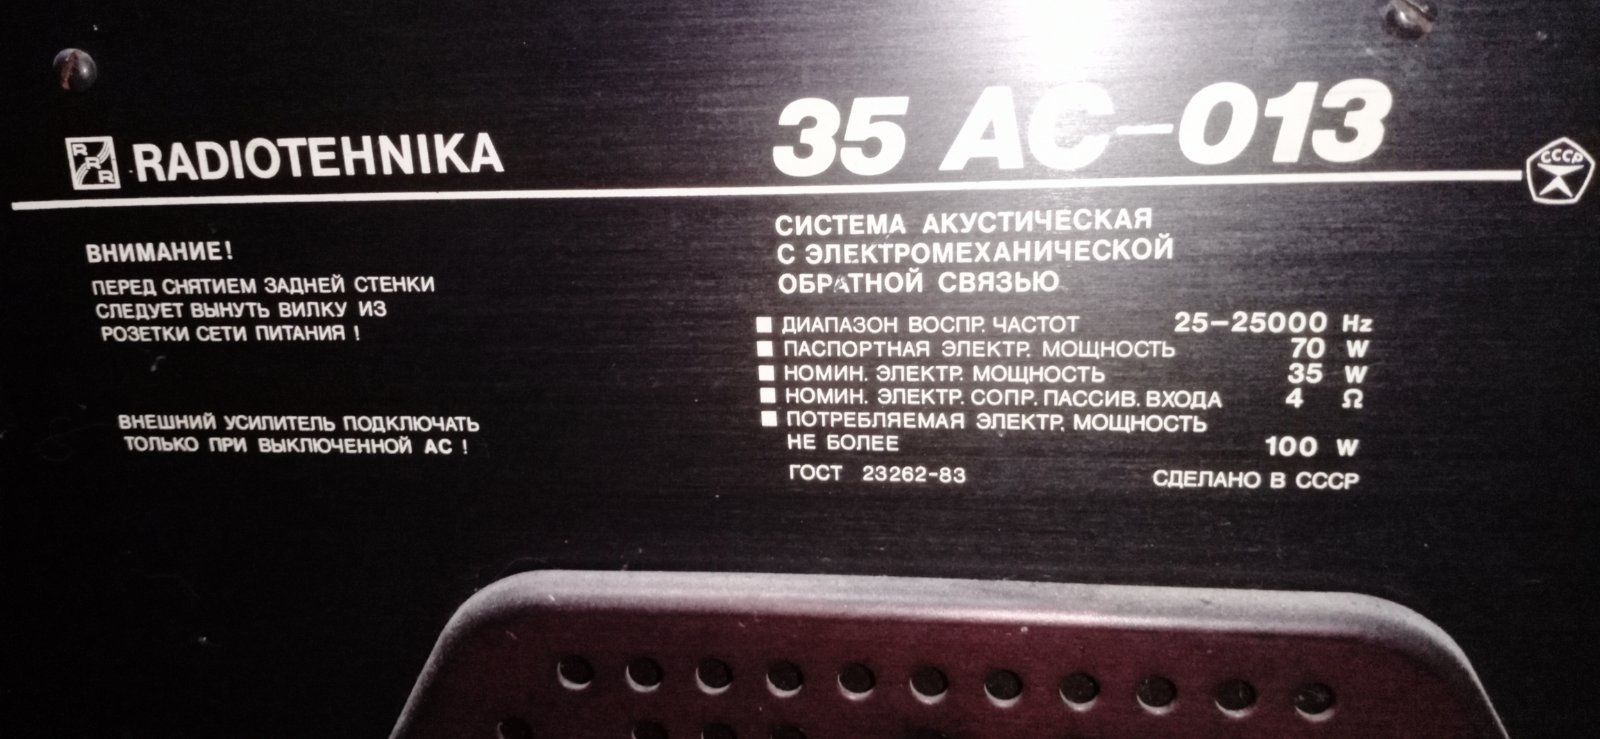 RRR RADIOTEHNIKA
35 АС-013
СССР
ВНИМАНИЕ!
ПЕРЕД СНЯТИЕМ ЗАДНЕЙ СТЕНКИ
СЛЕДУЕТ ВЫНУТЬ ВИЛКУ ИЗ
РОЗЕТКИ СЕТИ ПИТАНИЯ !
ВНЕШНИЙ УСИЛИТЕЛЬ ПОДКЛЮЧАТЬ
ТОЛЬКО ПРИ ВЫКЛЮЧЕННОЙ АС !
СИСТЕМА АКУСТИЧЕСКАЯ
С ЭЛЕКТРОМЕХАНИЧЕСКОЙ
ОБРАТНОЙ СВЯЗЬЮ
■ ДИАПАЗОН ВОСПР. ЧАСТОТ 25-25000 Hz
■ ПАСПОРТНАЯ ЭЛЕКТР. МОЩНОСТЬ 70 W
■ НОМИН. ЭЛЕКТР. МОЩНОСТЬ 35 W
■ НОМИН. ЭЛЕКТР. СОПР. ПАССИВ. ВХОДА 4 Ω
■ ПОТРЕБЛЯЕМАЯ ЭЛЕКТР. МОЩНОСТЬ
НЕ БОЛЕЕ 100 W
ГОСТ 23262-83 СДЕЛАНО В СССР